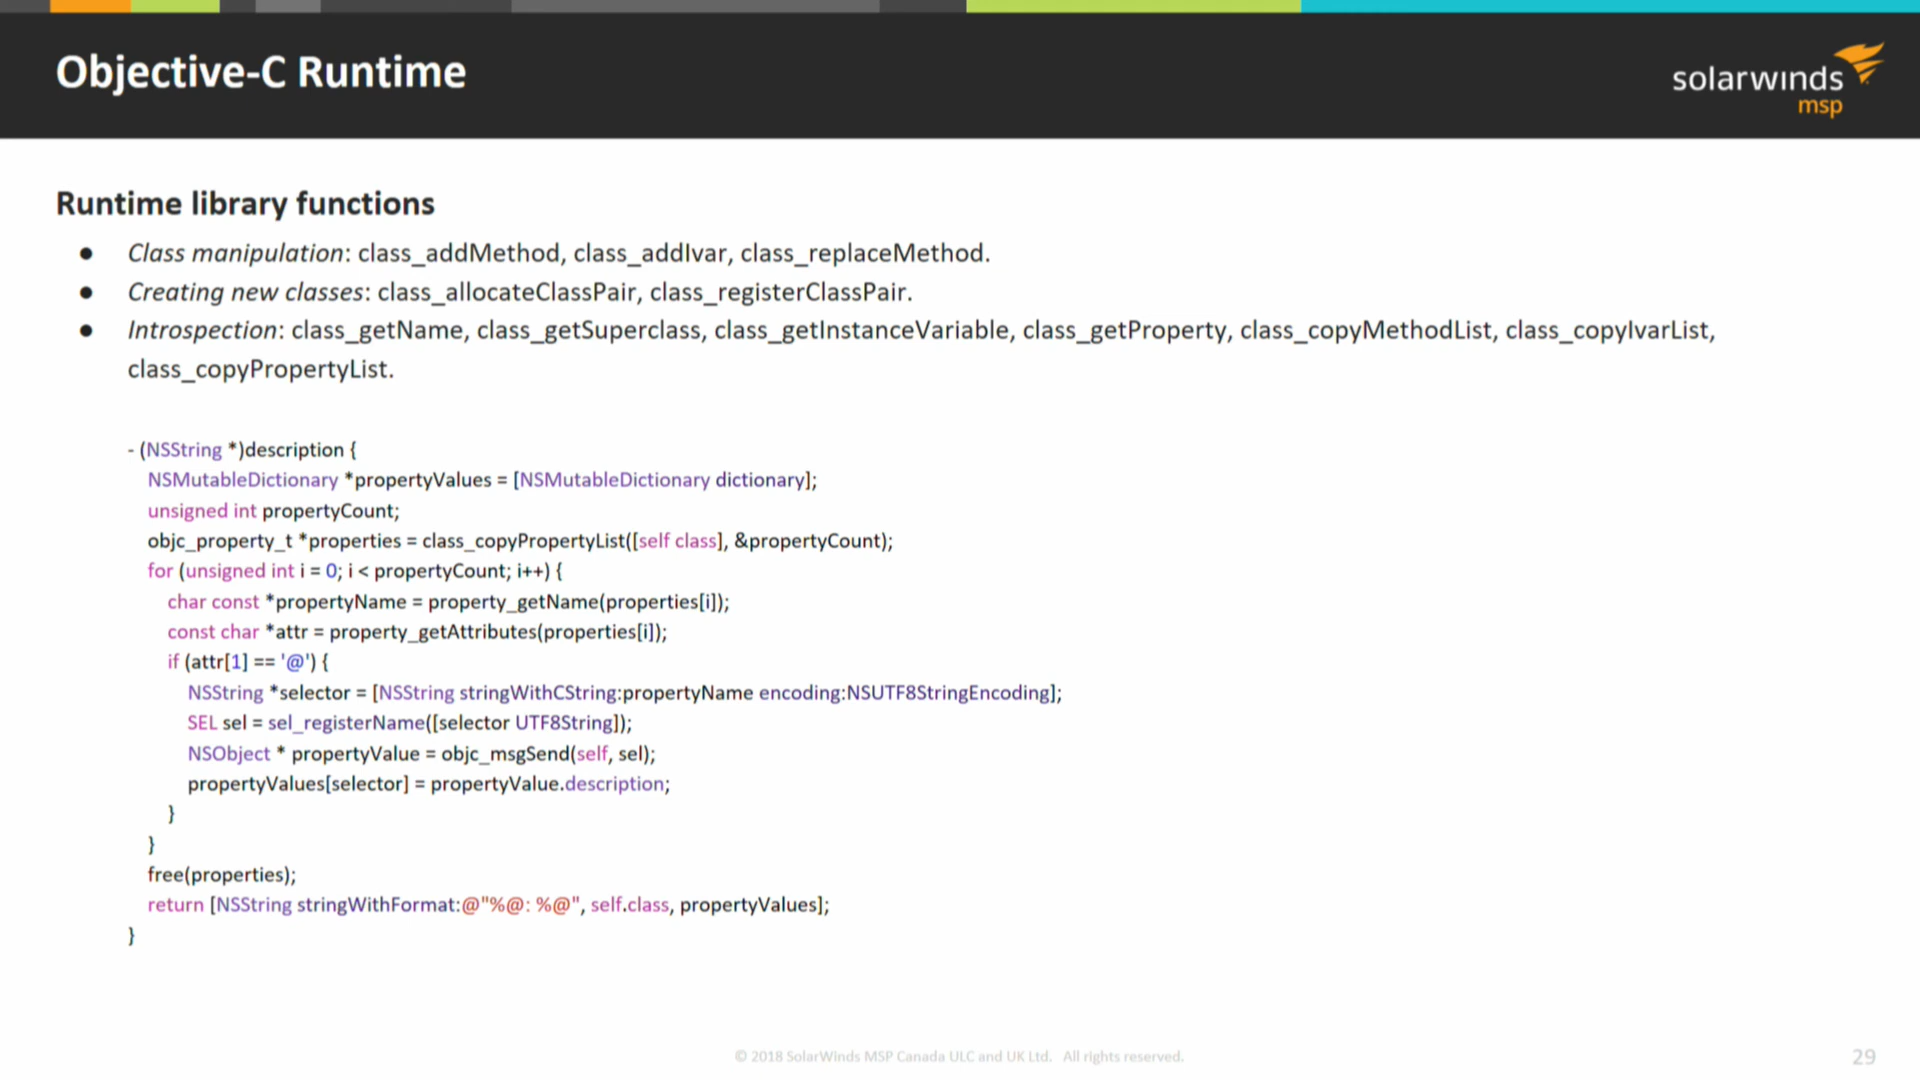 Objective-C Runtime
solarwinds
msp
Runtime library functions
● Class manipulation: class_addMethod, class_addIvar, class_replaceMethod.
● Creating new classes: class_allocateClassPair, class_registerClassPair.
● Introspection: class_getName, class_getSuperclass, class_getInstanceVariable, class_getProperty, class_copyMethodList, class_copyIvarList,
class_copyPropertyList.
- (NSString *)description {
NSMutableDictionary *propertyValues = [NSMutableDictionary dictionary];
unsigned int propertyCount;
objc_property_t *properties = class_copyPropertyList([self class], &propertyCount);
for (unsigned int i = 0; i < propertyCount; i++) {
char const *propertyName = property_getName(properties[i]);
const char *attr = property_getAttributes(properties[i]);
if (attr[1] == '@') {
NSString *selector = [NSString stringWithCString:propertyName encoding:NSUTF8StringEncoding];
SEL sel = sel_registerName([selector UTF8String]);
NSObject * propertyValue = objc_msgSend(self, sel);
propertyValues[selector] = propertyValue.description;
}
}
free(properties);
return [NSString stringWithFormat:@"%@: %@", self.class, propertyValues];
}
© 2018 SolarWinds MSP Canada ULC and UK Ltd. All rights reserved.
29